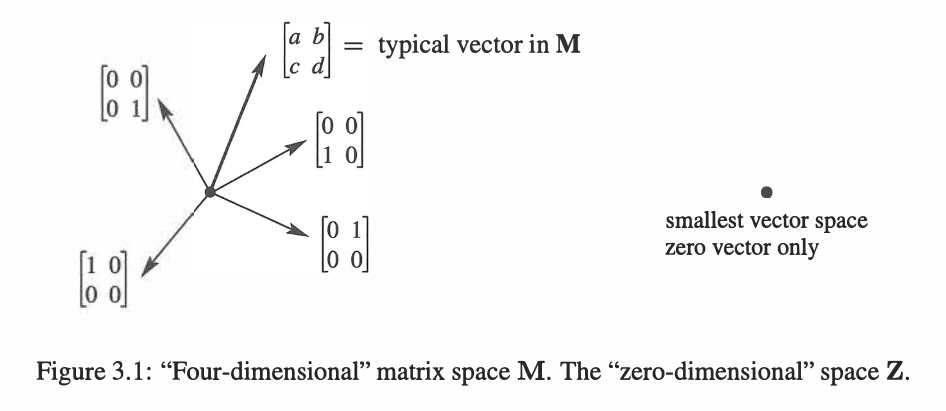 [a b] = typical vector in M
[c d]
[0 0]
[0 1]
[0 0]
[1 0]
[0 1]
[0 0]
[1 0]
[0 0]
smallest vector space
zero vector only
Figure 3.1: “Four-dimensional” matrix space M. The “zero-dimensional” space Z.